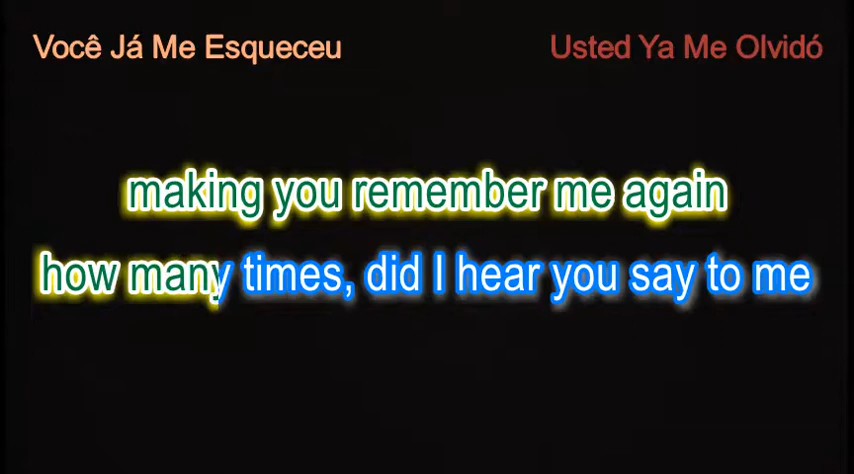 Você Já Me Esqueceu
Usted Ya Me Olvidó
making you remember me again
how many times, did I hear you say to me